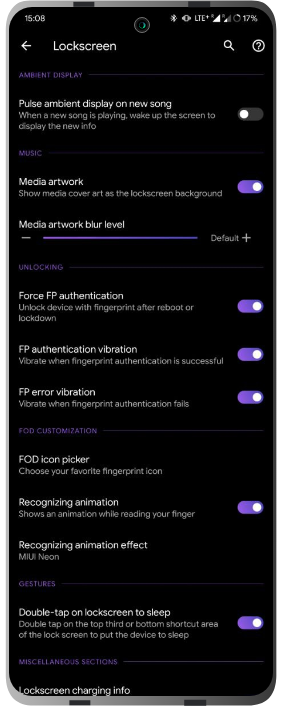 15:08 LTE+ 17%
Lockscreen
AMBIENT DISPLAY
Pulse ambient display on new song
When a new song is playing, wake up the screen to
display the new info
MUSIC
Media artwork
Show media cover art as the lockscreen background
Media artwork blur level
Default
UNLOCKING
Force FP authentication
Unlock device with fingerprint after reboot or
lockdown
FP authentication vibration
Vibrate when fingerprint authentication is successful
FP error vibration
Vibrate when fingerprint authentication fails
FOD CUSTOMIZATION
FOD icon picker
Choose your favorite fingerprint icon
Recognizing animation
Shows an animation while reading your finger
Recognizing animation effect
MIUI Neon
GESTURES
Double-tap on lockscreen to sleep
Double tap on the top third or bottom shortcut area
of the lock screen to put the device to sleep
MISCELLANEOUS SECTIONS
Lockscreen charging info